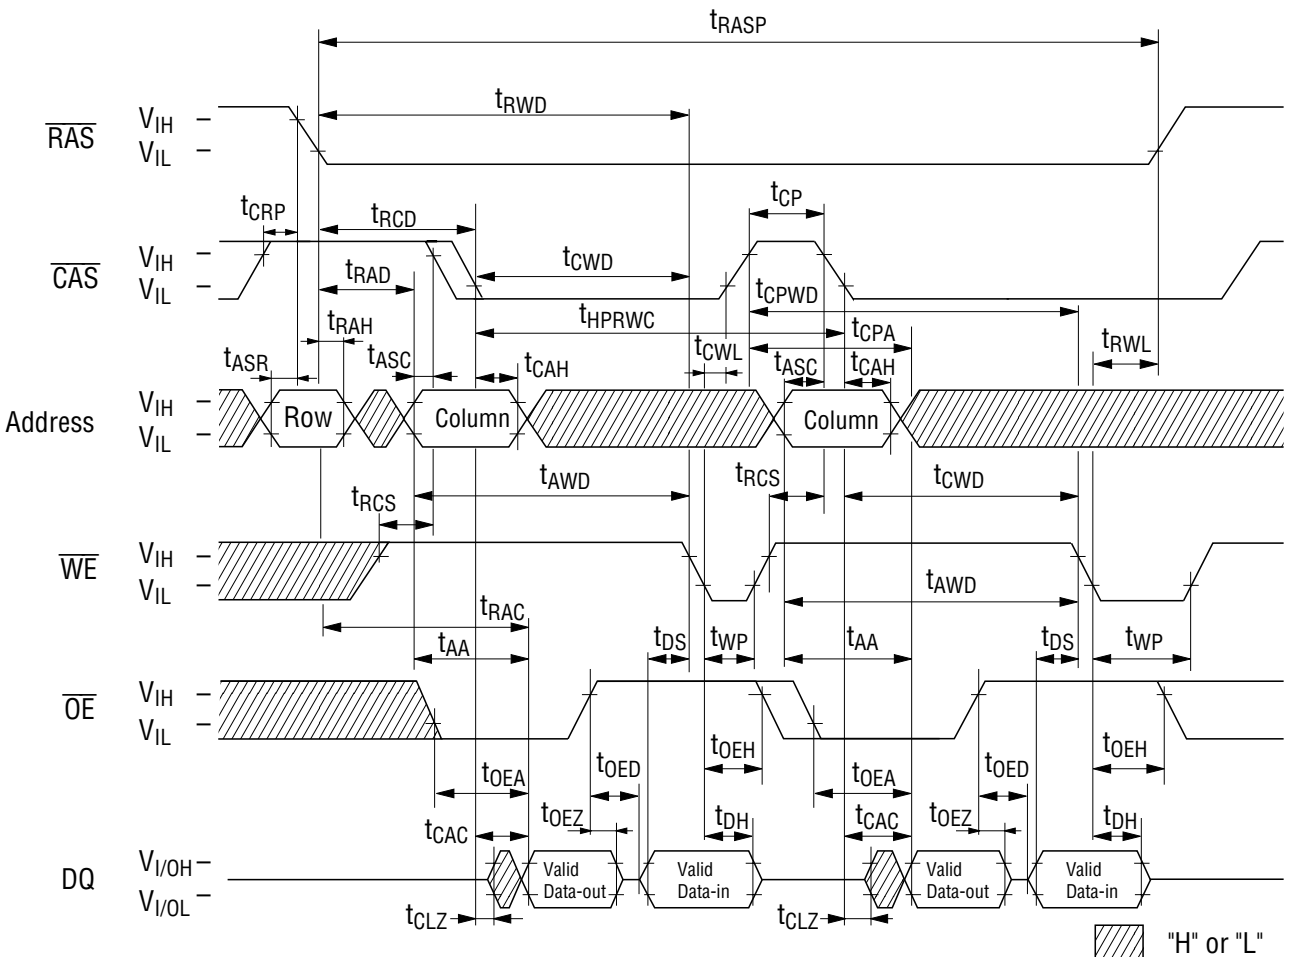 tRASP
tRWD
RAS
VIH
VIL
tCRP
tRCD
tCP
CAS
VIH
VIL
tRAD
tCWD
tCPWD
tHPRWC
tRAH
tCPA
tRWL
tASR
tASC
tCAH
tCWL
tASC
tCAH
Address
VIH
VIL
Row
Column
Column
tRCS
tAWD
tRCS
tCWD
WE
VIH
VIL
tAWD
tRAC
tAA
tDS
tWP
tAA
tDS
tWP
OE
VIH
VIL
tOEA
tOED
tOEH
tOEA
tOED
tOEH
tCAC
tOEZ
tDH
tCAC
tOEZ
tDH
DQ
VI/OH
VI/OL
Valid
Data-out
Valid
Data-in
Valid
Data-out
Valid
Data-in
tCLZ
tCLZ
"H" or "L"